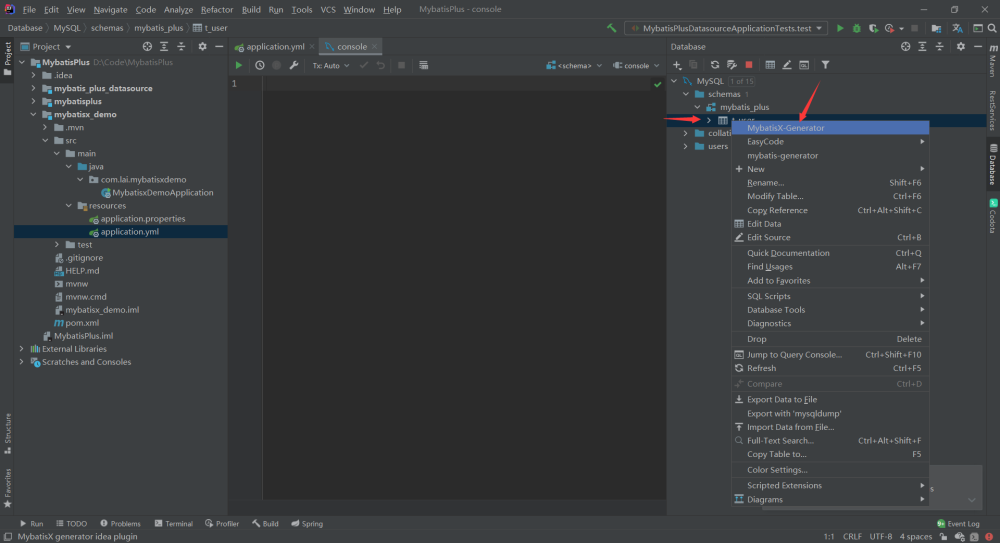 File Edit View Navigate Code Analyze Refactor Build Run Tools VCS Window Help MybatisPlus - console
Database MySQL schemas mybatis_plus t_user MybatisPlusDatasourceApplicationTests.test
Project
Project
MybatisPlus D:\Code\MybatisPlus
.idea
mybatis_plus_datasource
mybatisplus
mybatisx_demo
.mvn
src
main
java
com.lai.mybatisxdemo
MybatisxDemoApplication
resources
application.properties
application.yml
test
.gitignore
HELP.md
mvnw
mvnw.cmd
mybatisx_demo.iml
pom.xml
MybatisPlus.iml
External Libraries
Scratches and Consoles
Structure
Favorites
application.yml console
Tx: Auto <schema> console
1
Database
MySQL 1 of 15
schemas 1
mybatis_plus
t_user
users
MybatisX-Generator
EasyCode
mybatis-generator
New
Rename... Shift+F6
Modify Table... Ctrl+F6
Copy Reference Ctrl+Alt+Shift+C
Edit Data
Edit Source Ctrl+B
Quick Documentation Ctrl+Q
Find Usages Alt+F7
Add to Favorites
SQL Scripts
Database Tools
Diagnostics
Drop Delete
Jump to Query Console... Ctrl+Shift+F10
Refresh Ctrl+F5
Compare Ctrl+D
Export Data to File
Export with 'mysqldump'
Import Data from File...
Full-Text Search... Ctrl+Alt+Shift+F
Copy Table to... F5
Color Settings...
Scripted Extensions
Diagrams
Maven
RestServices
Database
Codota
Run TODO Problems Terminal Profiler Build Spring Event Log
MybatisX generator idea plugin 1:1 CRLF UTF-8 4 spaces